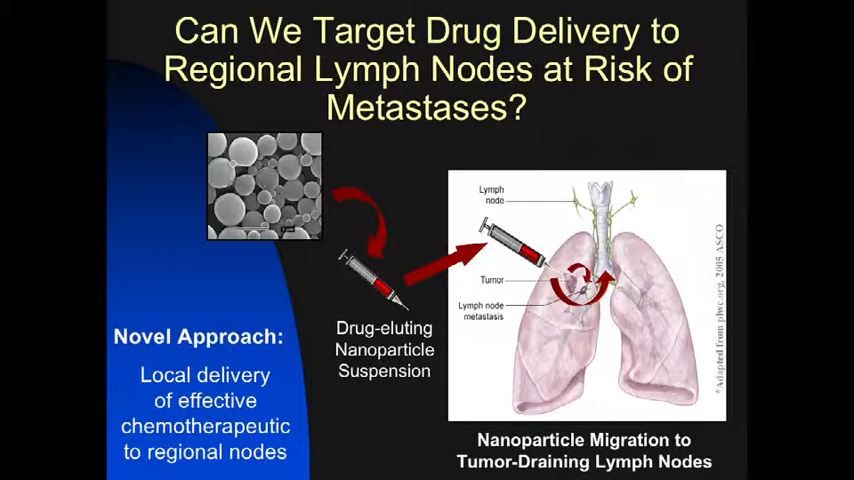 Can We Target Drug Delivery to
Regional Lymph Nodes at Risk of
Metastases?
Lymph
node
Tumor
Lymph node
metastasis
*Adapted from plwc.org, 2005 ASCO
Drug-eluting
Nanoparticle
Suspension
Novel Approach:
Local delivery
of effective
chemotherapeutic
to regional nodes
Nanoparticle Migration to
Tumor-Draining Lymph Nodes